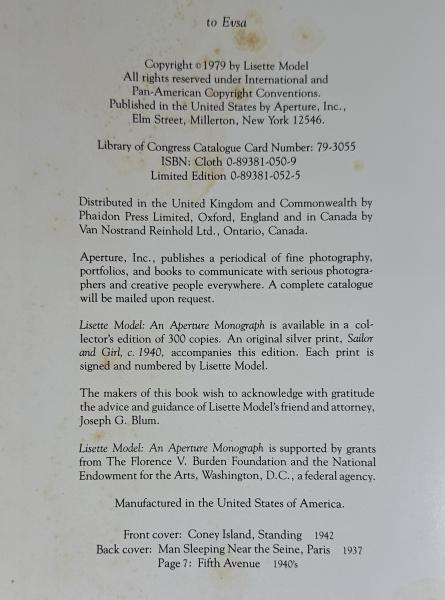 to Evsa
Copyright ©1979 by Lisette Model
All rights reserved under International and
Pan-American Copyright Conventions.
Published in the United States by Aperture, Inc.,
Elm Street, Millerton, New York 12546.
Library of Congress Catalogue Card Number: 79-3055
ISBN: Cloth 0-89381-050-9
Limited Edition 0-89381-052-5
Distributed in the United Kingdom and Commonwealth by
Phaidon Press Limited, Oxford, England and in Canada by
Van Nostrand Reinhold Ltd., Ontario, Canada.
Aperture, Inc., publishes a periodical of fine photography,
portfolios, and books to communicate with serious photogra-
phers and creative people everywhere. A complete catalogue
will be mailed upon request.
Lisette Model: An Aperture Monograph is available in a col-
lector's edition of 300 copies. An original silver print, Sailor
and Girl, c. 1940, accompanies this edition. Each print is
signed and numbered by Lisette Model.
The makers of this book wish to acknowledge with gratitude
the advice and guidance of Lisette Model's friend and attorney,
Joseph G. Blum.
Lisette Model: An Aperture Monograph is supported by grants
from The Florence V. Burden Foundation and the National
Endowment for the Arts, Washington, D.C., a federal agency.
Manufactured in the United States of America.
Front cover: Coney Island, Standing 1942
Back cover: Man Sleeping Near the Seine, Paris 1937
Page 7: Fifth Avenue 1940's